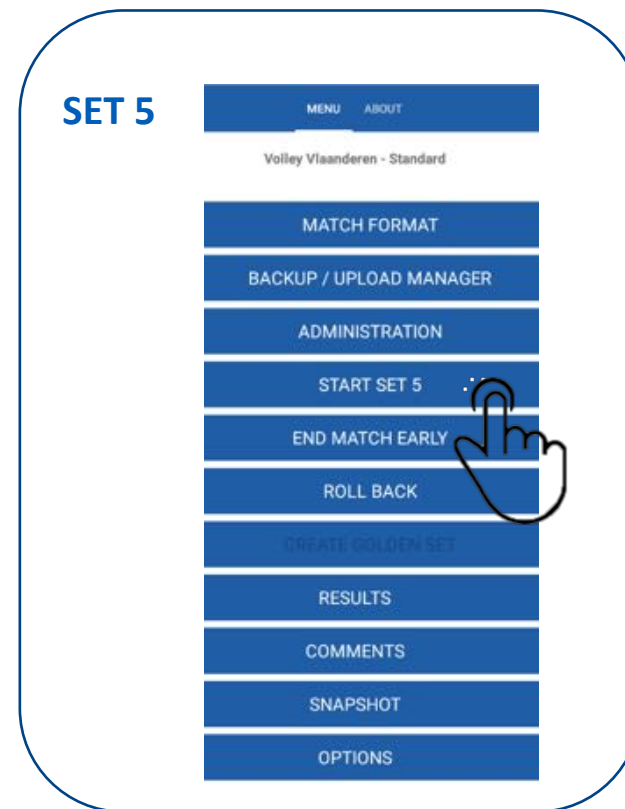 SET 5
MENU ABOUT
Volley Vlaanderen - Standard
MATCH FORMAT
BACKUP / UPLOAD MANAGER
ADMINISTRATION
START SET 5
END MATCH EARLY
ROLL BACK
CREATE GOLDEN SET
RESULTS
COMMENTS
SNAPSHOT
OPTIONS